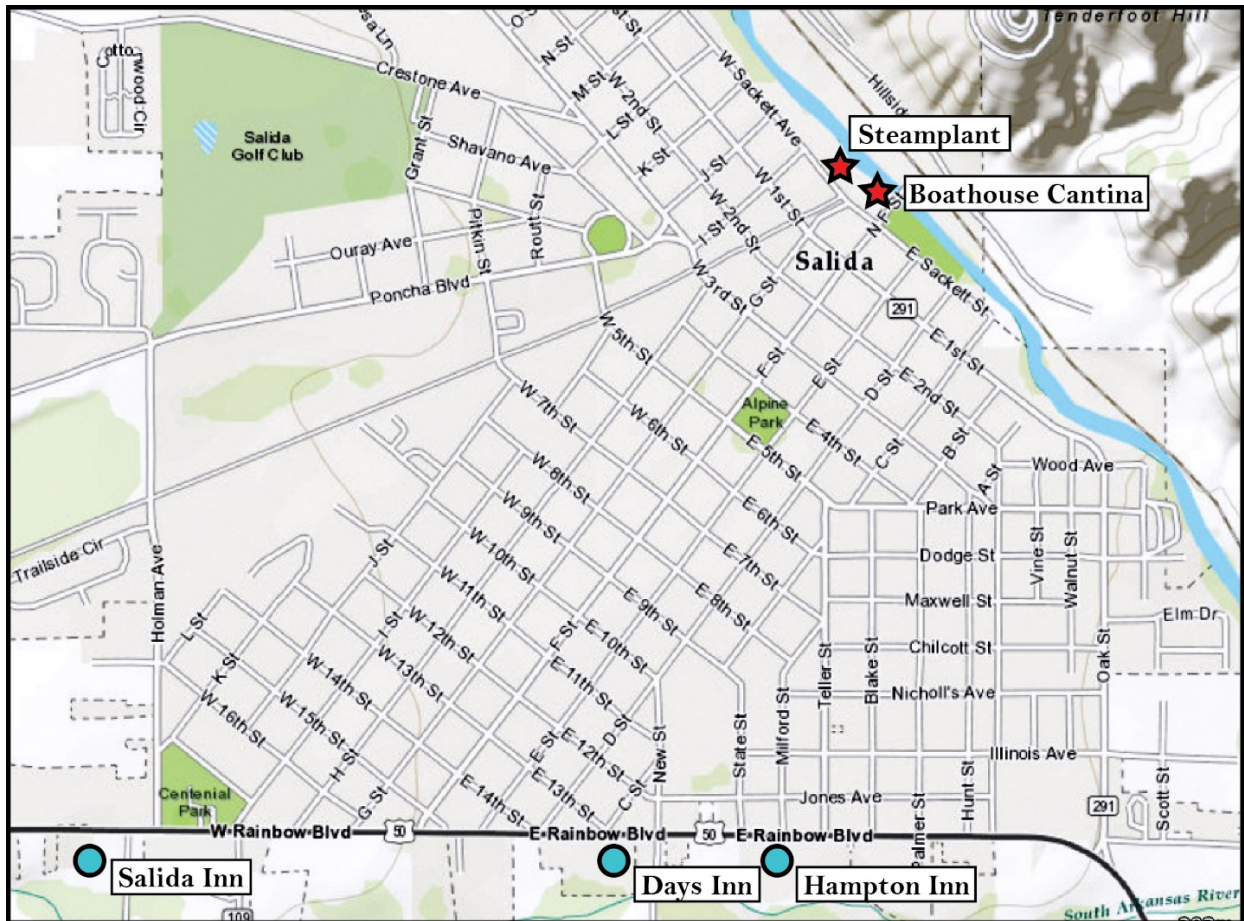 Tenderfoot Hill
Cottonwood Cir
O-St
N-St
M-St
L-St
K-St
J-St
I-St
W-2nd-St
W-Sackett-Ave
Hillsid
Crestone Ave
Steamplant
Salida
Golf Club
Grant St
Shavano Ave
Boathouse Cantina
W-1st-St
W-2nd-St
N-F-St
Pitkin St
Routt St
Ouray Ave
Poncha Blvd
Salida
E-Sackett-St
W-3rd-St
G-St
291
E-1st-St
W-5th-St
F-St
E-St
D-St
E-2nd-St
Alpine
Park
W-7th-St
W-6th-St
E-5th-St
E-4th-St
C-St
B-St
A-St
Wood Ave
W-8th-St
W-9th-St
E-6th-St
Park Ave
Dodge St
Vine St
Walnut St
W-10th-St
E-7th-St
Trailside Cir
Holman Ave
J-St
W-11th-St
E-9th-St
E-8th-St
Maxwell St
Elm Dr
L-St
K-St
I-St
W-12th-St
F-St
E-10th-St
Teller St
Blake St
Chilcott St
Oak St
W-14th-St
W-13th-St
E-11th-St
Nicholl's Ave
W-16th-St
W-15th-St
H-St
G-St
E-St
D-St
E-12th-St
C-St
New St
State St
Milford St
Illinois Ave
Centennial
Park
E-14th-St
E-13th-St
Jones Ave
Palmer St
Hunt St
291
Scott St
W Rainbow Blvd
50
E Rainbow Blvd
50
E Rainbow Blvd
Salida Inn
Days Inn
Hampton Inn
109
South Arkansas River